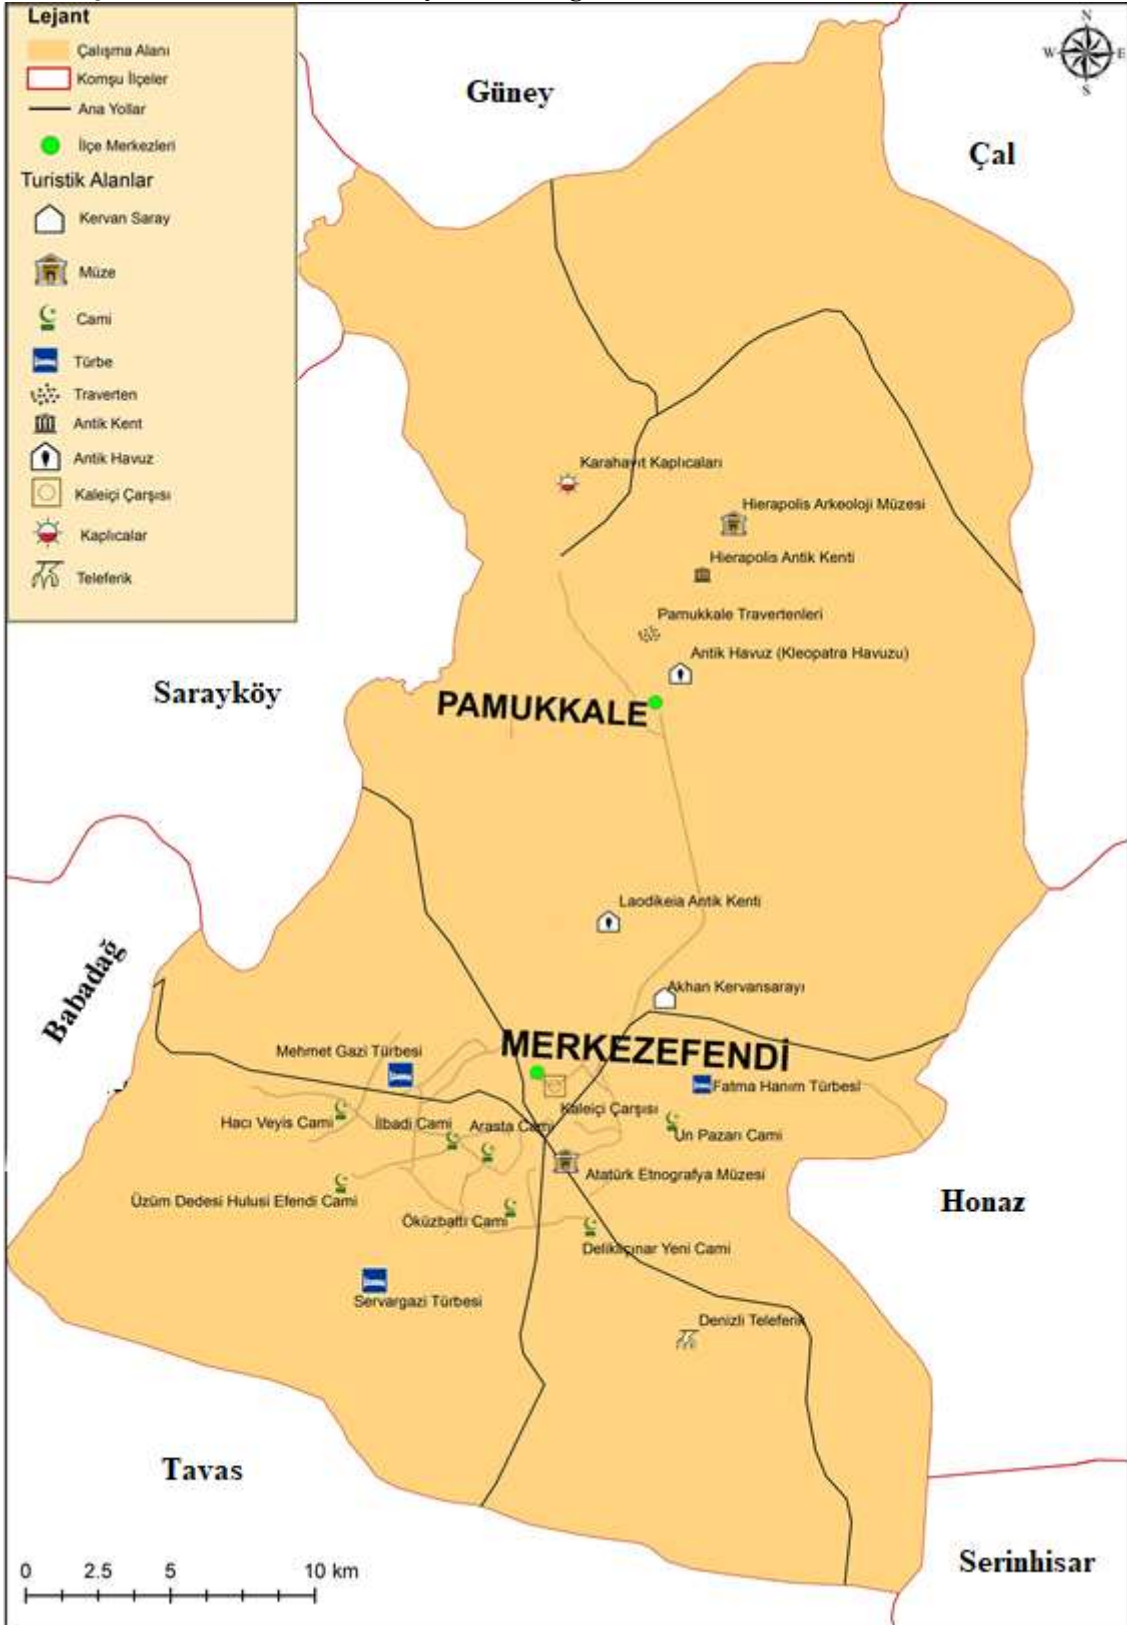 Lejant
Çalışma Alanı
Komşu İlçeler
Ana Yollar
İlçe Merkezleri
Turistik Alanlar
Kervan Saray
Müze
Cami
Türbe
Traverten
Antik Kent
Antik Havuz
Kaleiçi Çarşısı
Kaplıcalar
Teleferik
N
W
E
S
Güney
Çal
Karahayıt Kaplıcaları
Hierapolis Arkeoloji Müzesi
Hierapolis Antik Kenti
Pamukkale Travertenleri
Antik Havuz (Kleopatra Havuzu)
Sarayköy
PAMUKKALE
Laodikeia Antik Kenti
Babadağ
Akhan Kervansarayı
MERKEZEFENDİ
Mehmet Gazi Türbesi
Fatma Hanım Türbesi
Kaleiçi Çarşısı
Hacı Veyis Cami
İlbadi Cami
Arasta Cami
Un Pazarı Cami
Atatürk Etnografya Müzesi
Üzüm Dedesi Hulusi Efendi Cami
Honaz
Öküzbattı Cami
Delikliçınar Yeni Cami
Servargazi Türbesi
Denizli Teleferik
Tavas
Serinhisar
0 2.5 5 10 km